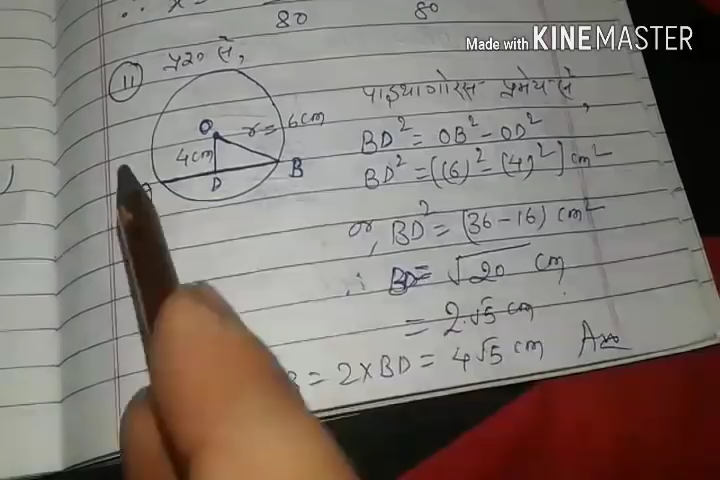 80 80
Made with KINEMASTER
11 प्र२० से,
O r = 6cm
4cm
D B
पाइथागोरस प्रमेय से,
BD² = OB² - OD²
BD² = [(6)² - (4)²] cm²
or, BD² = (36-16) cm²
∴ BD = √20 cm
= 2√5 cm
= 2×BD = 4√5 cm Ans